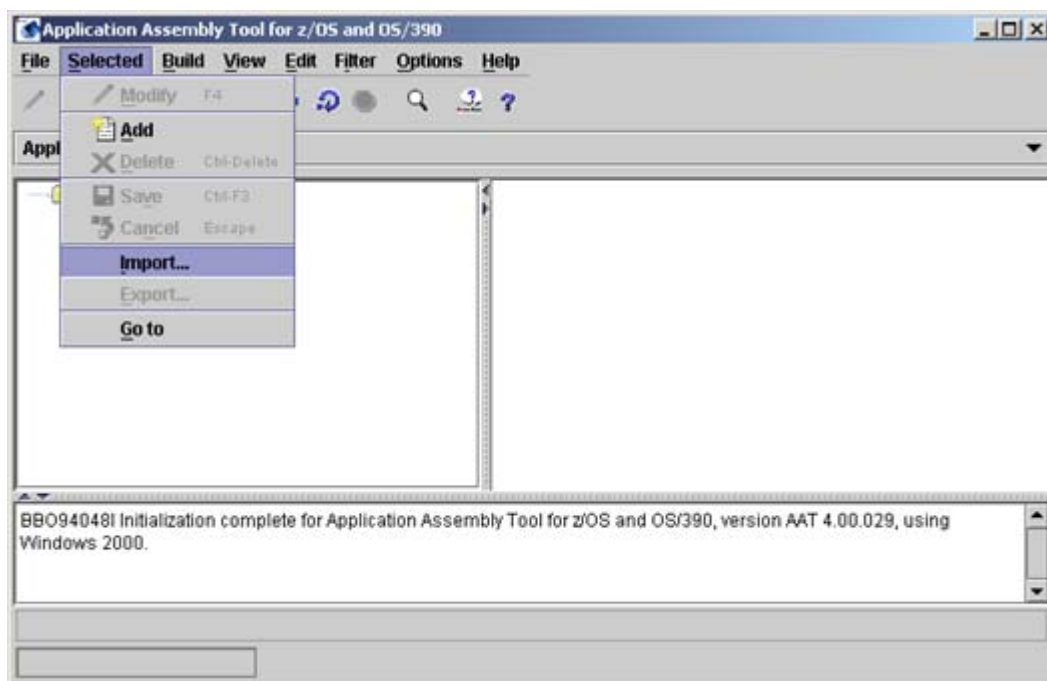 Application Assembly Tool for z/OS and OS/390
File Selected Build View Edit Filter Options Help
Modify F4
Add
Appl
Delete Ctrl-Delete
Save Ctrl-F3
Cancel Escape
Import...
Export...
Go to
BBO94048I Initialization complete for Application Assembly Tool for z/OS and OS/390, version AAT 4.00.029, using
Windows 2000.